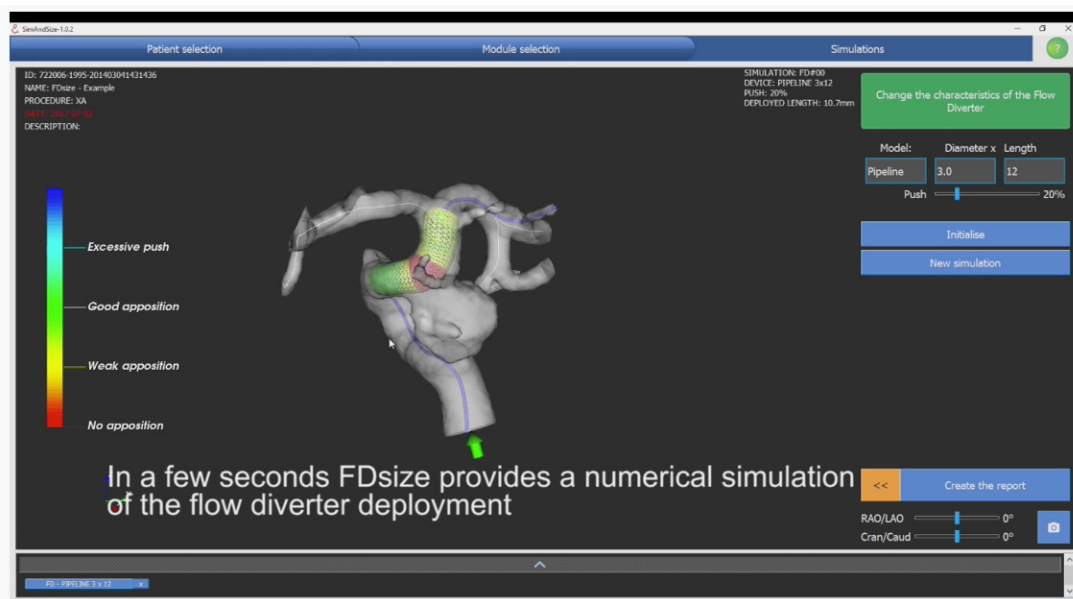 SimAndSize-1.0.2
Patient selection
Module selection
Simulations
?
ID: 722006-1995-201403041431436
NAME: FDsize - Example
PROCEDURE: XA
DESCRIPTION:
SIMULATION: FD#00
DEVICE: PIPELINE 3x12
PUSH: 20%
DEPLOYED LENGTH: 10.7mm
Change the characteristics of the Flow
Diverter
Model: Diameter x Length
Pipeline 3.0 12
Push 20%
Initialise
New simulation
Excessive push
Good apposition
Weak apposition
No apposition
In a few seconds FDsize provides a numerical simulation
of the flow diverter deployment
<< Create the report
RAO/LAO 0°
Cran/Caud 0°
FD - PIPELINE 3 x 12 x